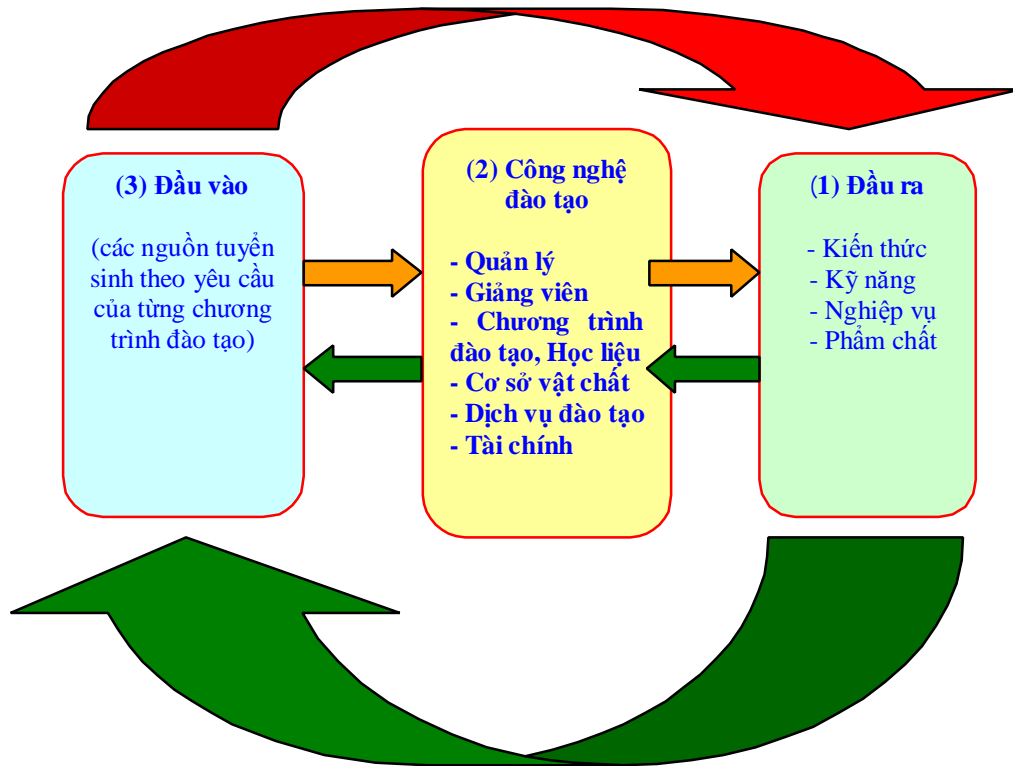 (3) Đầu vào
(các nguồn tuyển
sinh theo yêu cầu
của từng chương
trình đào tạo)
(2) Công nghệ
đào tạo
- Quản lý
- Giảng viên
- Chương trình
đào tạo, Học liệu
- Cơ sở vật chất
- Dịch vụ đào tạo
- Tài chính
(1) Đầu ra
- Kiến thức
- Kỹ năng
- Nghiệp vụ
- Phẩm chất